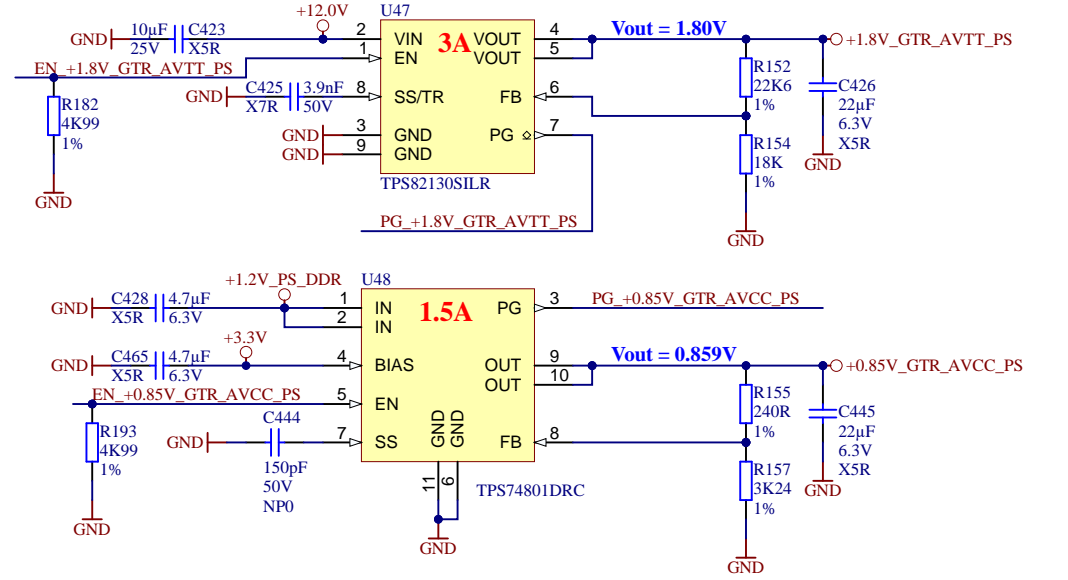 +12.0V
U47
10µF
C423
GND
25V
X5R
2
VIN
3A
VOUT
4
Vout = 1.80V
+1.8V_GTR_AVTT_PS
1
EN
VOUT
5
EN_+1.8V_GTR_AVTT_PS
R182
4K99
1%
GND
C425
3.9nF
GND
X7R
50V
8
SS/TR
FB
6
R152
22K6
1%
C426
22µF
6.3V
X5R
GND
GND
3
GND
PG
7
GND
9
GND
R154
18K
1%
GND
TPS82130SILR
PG_+1.8V_GTR_AVTT_PS
+1.2V_PS_DDR
U48
C428
4.7µF
GND
X5R
6.3V
1
IN
1.5A
PG
3
PG_+0.85V_GTR_AVCC_PS
2
IN
+3.3V
C465
4.7µF
GND
X5R
6.3V
4
BIAS
OUT
9
Vout = 0.859V
+0.85V_GTR_AVCC_PS
OUT
10
EN_+0.85V_GTR_AVCC_PS
5
EN
R193
4K99
1%
GND
C444
GND
150pF
50V
NP0
7
SS
GND
GND
FB
8
R155
240R
1%
C445
22µF
6.3V
X5R
GND
R157
3K24
1%
GND
11
6
TPS74801DRC
GND